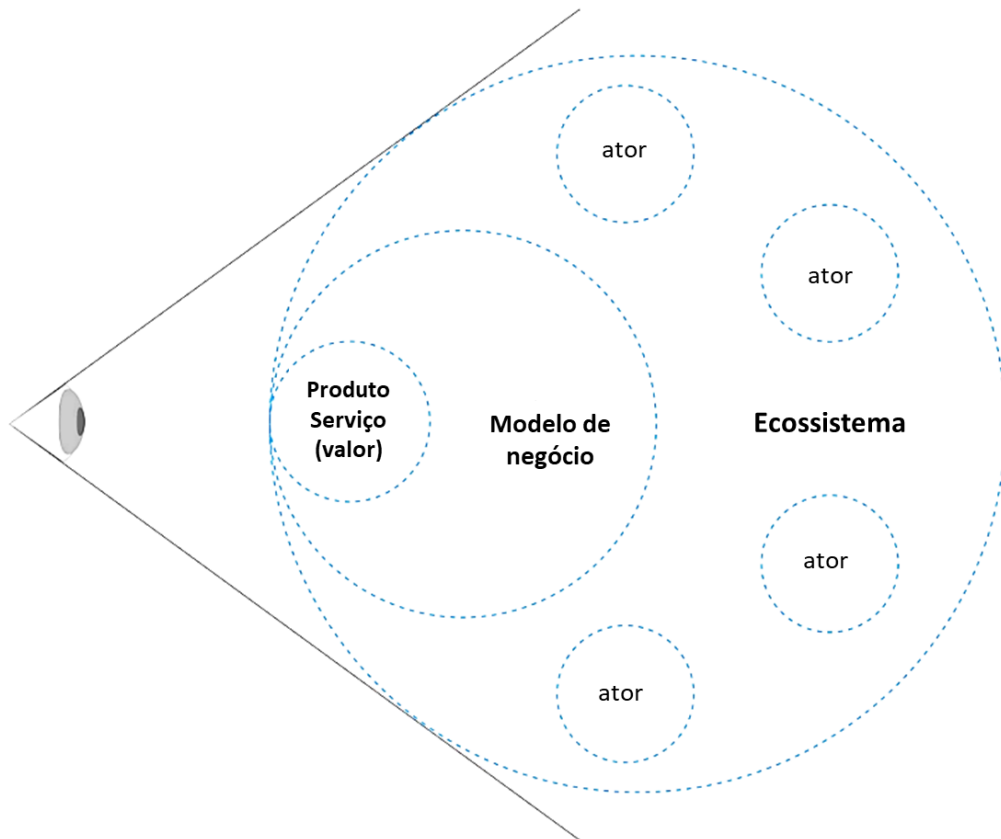 ator
ator
Produto
Serviço
(valor)
Modelo de
negócio
Ecossistema
ator
ator